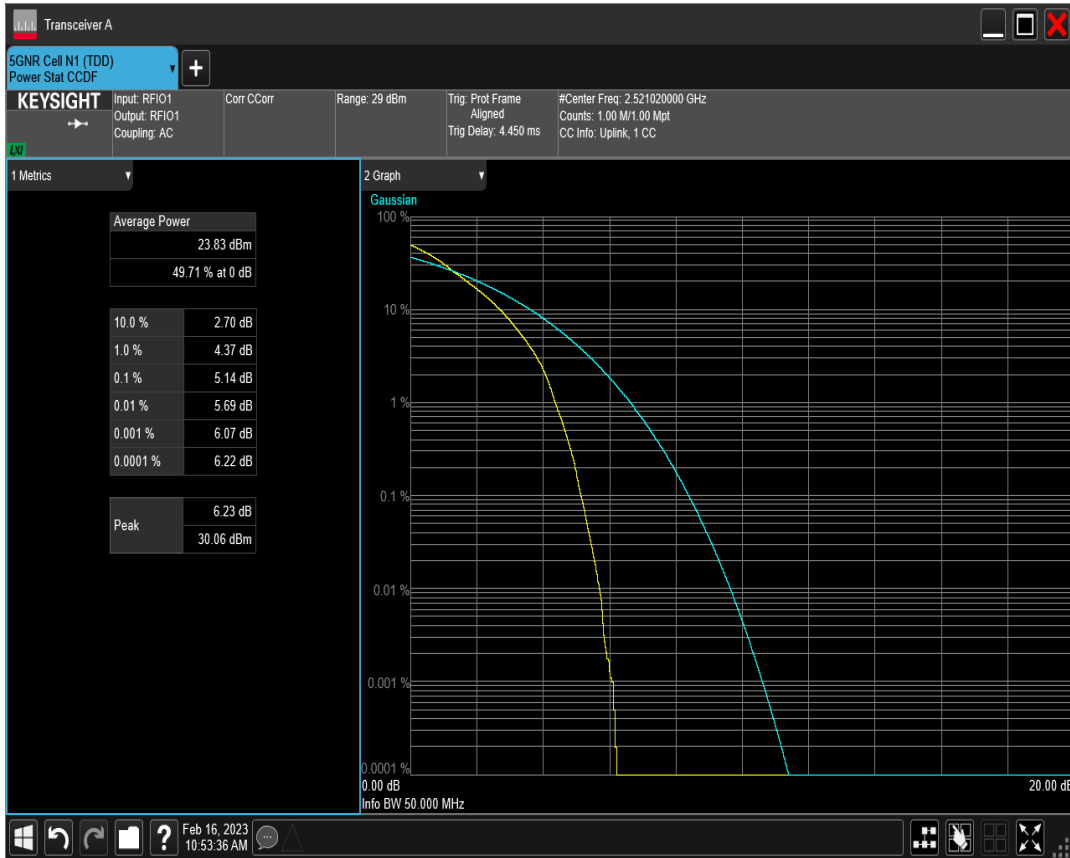 Transceiver A
5GNR Cell N1 (TDD)
Power Stat CCDF
+
KEYSIGHT
LXI
Input: RFIO1
Output: RFIO1
Coupling: AC
Corr CCorr
Range: 29 dBm
Trig: Prot Frame
Aligned
Trig Delay: 4.450 ms
#Center Freq: 2.521020000 GHz
Counts: 1.00 M/1.00 Mpt
CC Info: Uplink, 1 CC
1 Metrics
Average Power
23.83 dBm
49.71 % at 0 dB
10.0 % 2.70 dB
1.0 % 4.37 dB
0.1 % 5.14 dB
0.01 % 5.69 dB
0.001 % 6.07 dB
0.0001 % 6.22 dB
Peak 6.23 dB
30.06 dBm
2 Graph
Gaussian
100 %
10 %
1 %
0.1 %
0.01 %
0.001 %
0.0001 %
0.00 dB 20.00 dB
Info BW 50.000 MHz
?
Feb 16, 2023
10:53:36 AM